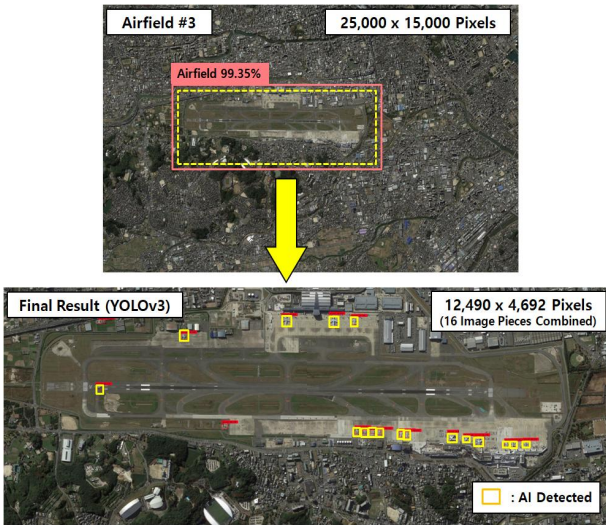 Airfield #3
25,000 x 15,000 Pixels
Airfield 99.35%
Final Result (YOLOv3)
12,490 x 4,692 Pixels
(16 Image Pieces Combined)
: AI Detected